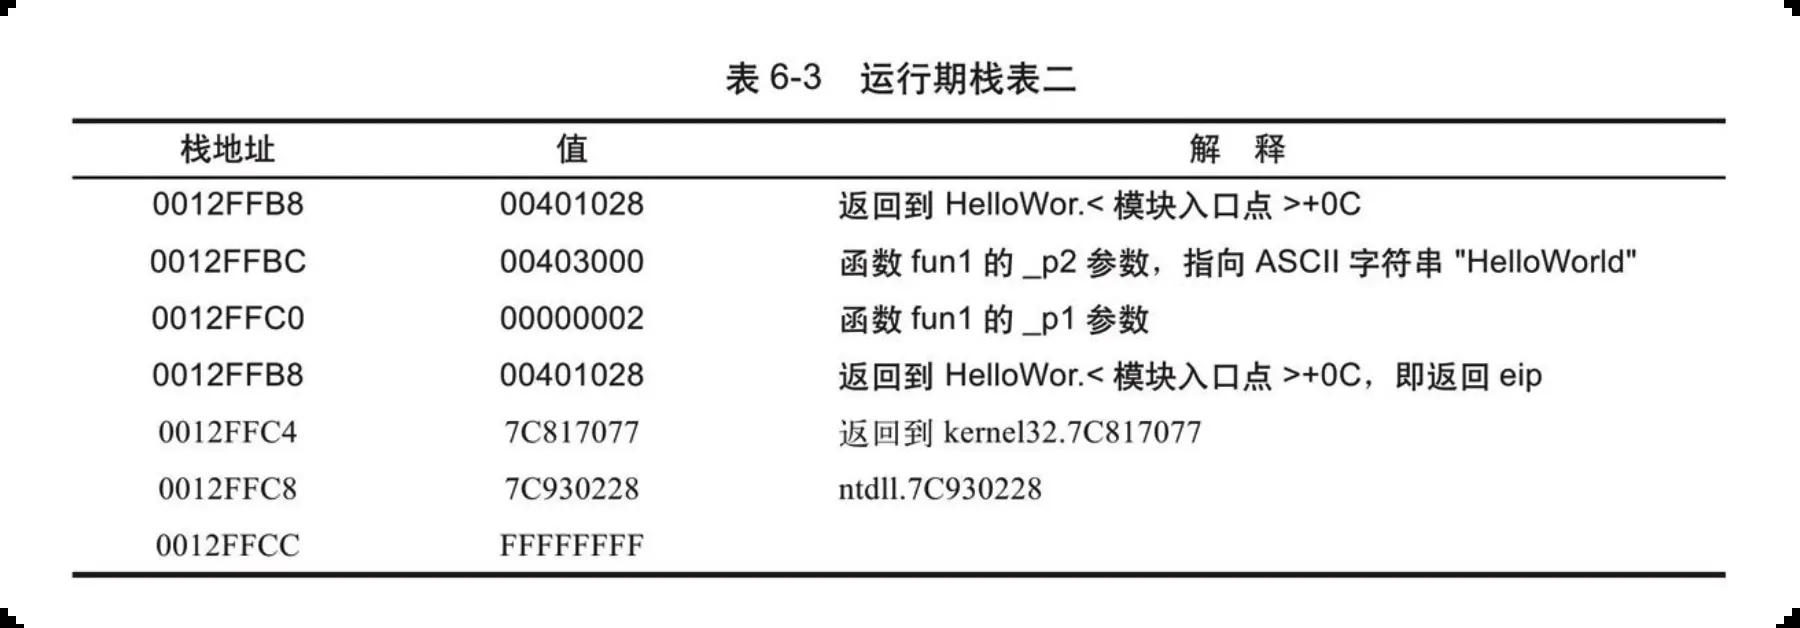 表 6-3 运行期栈表二
栈地址 值 解 释
0012FFB8 00401028 返回到 HelloWor.< 模块入口点 >+0C
0012FFBC 00403000 函数 fun1 的 _p2 参数，指向 ASCII 字符串 "HelloWorld"
0012FFC0 00000002 函数 fun1 的 _p1 参数
0012FFB8 00401028 返回到 HelloWor.< 模块入口点 >+0C，即返回 eip
0012FFC4 7C817077 返回到 kernel32.7C817077
0012FFC8 7C930228 ntdll.7C930228
0012FFCC FFFFFFFF